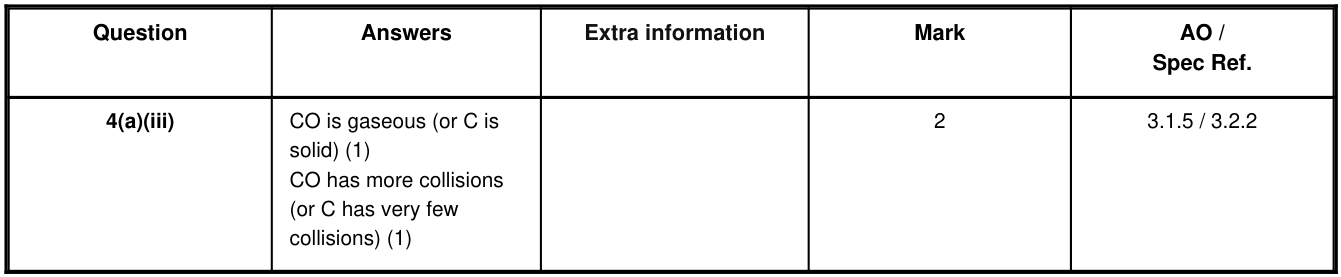 Question Answers Extra information Mark AO /
Spec Ref.
4(a)(iii) CO is gaseous (or C is 2 3.1.5 / 3.2.2
solid) (1)
CO has more collisions
(or C has very few
collisions) (1)